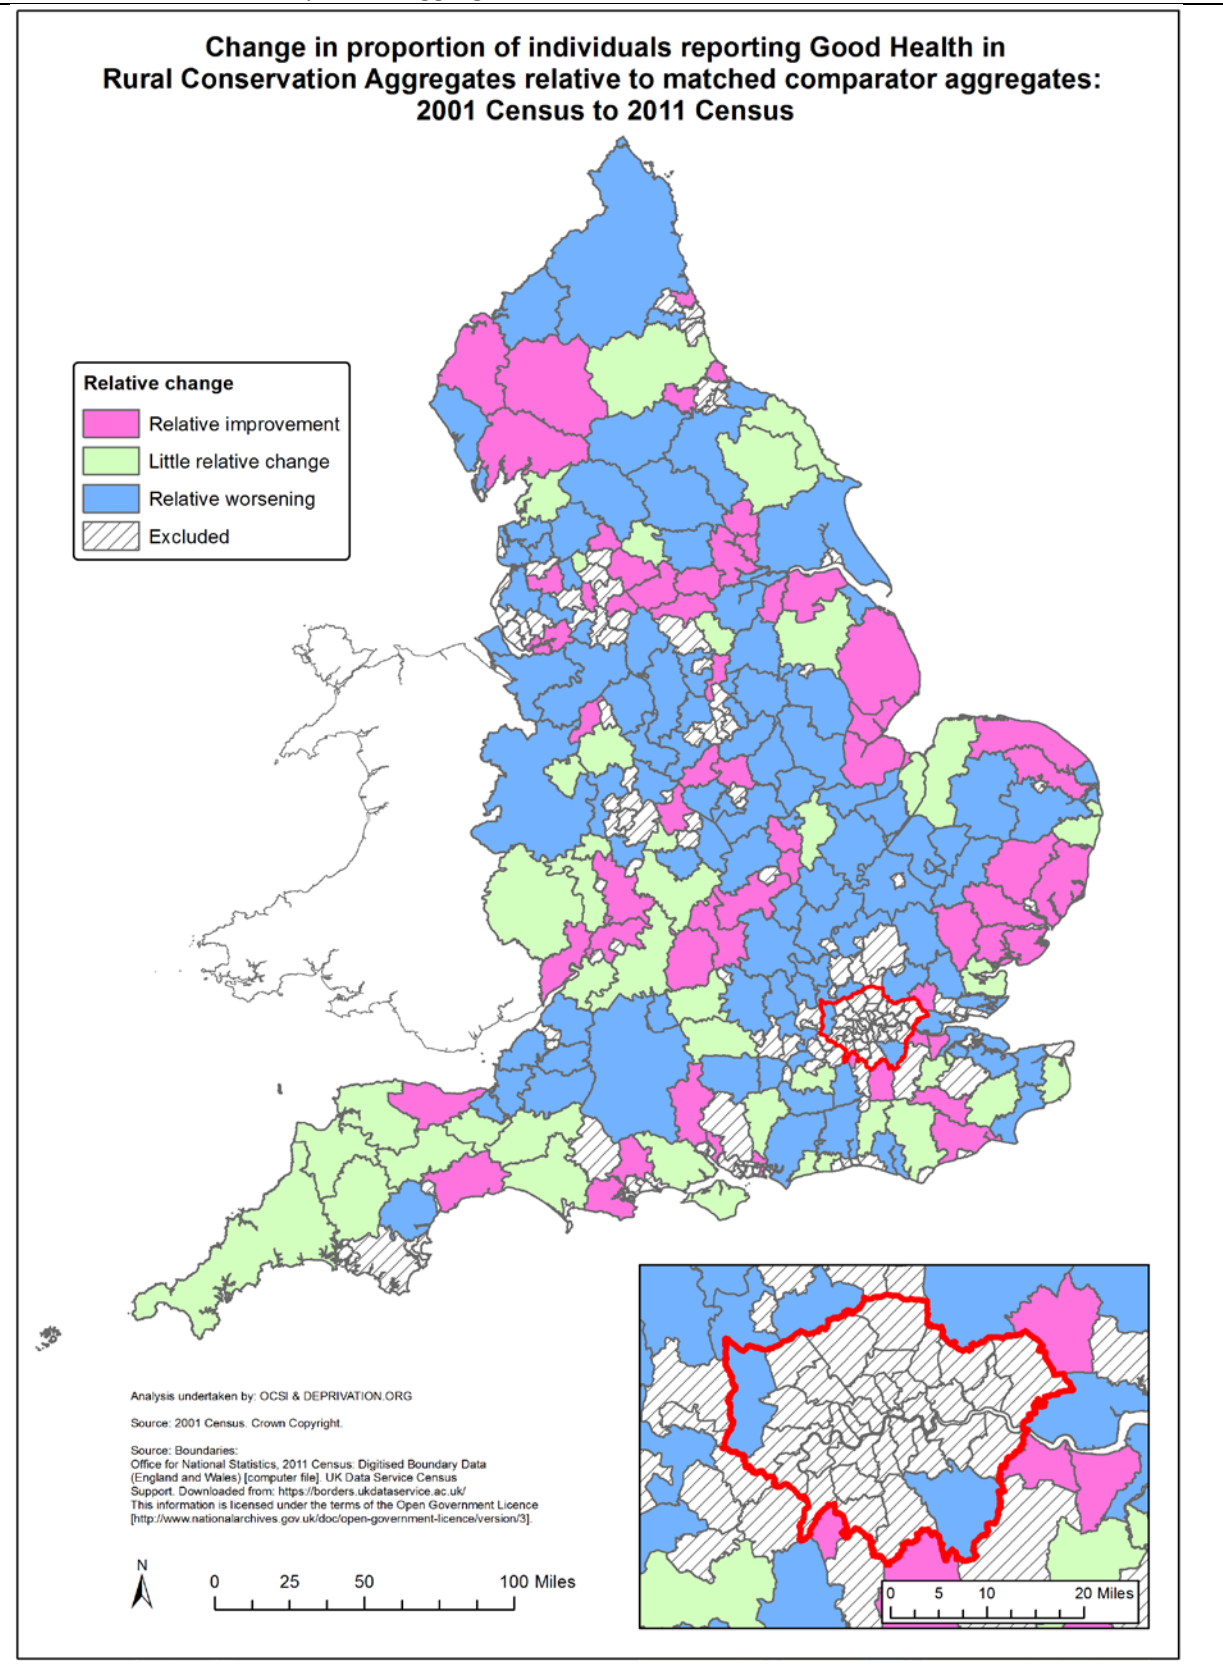 Change in proportion of individuals reporting Good Health in
Rural Conservation Aggregates relative to matched comparator aggregates:
2001 Census to 2011 Census
Relative change
Relative improvement
Little relative change
Relative worsening
Excluded
Analysis undertaken by: OCSI & DEPRIVATION.ORG
Source: 2001 Census. Crown Copyright.
Source: Boundaries:
Office for National Statistics, 2011 Census: Digitised Boundary Data
(England and Wales) [computer file]. UK Data Service Census
Support. Downloaded from: https://borders.ukdataservice.ac.uk/
This information is licensed under the terms of the Open Government Licence
[http://www.nationalarchives.gov.uk/doc/open-government-licence/version/3].
N
0 25 50 100 Miles
0 5 10 20 Miles